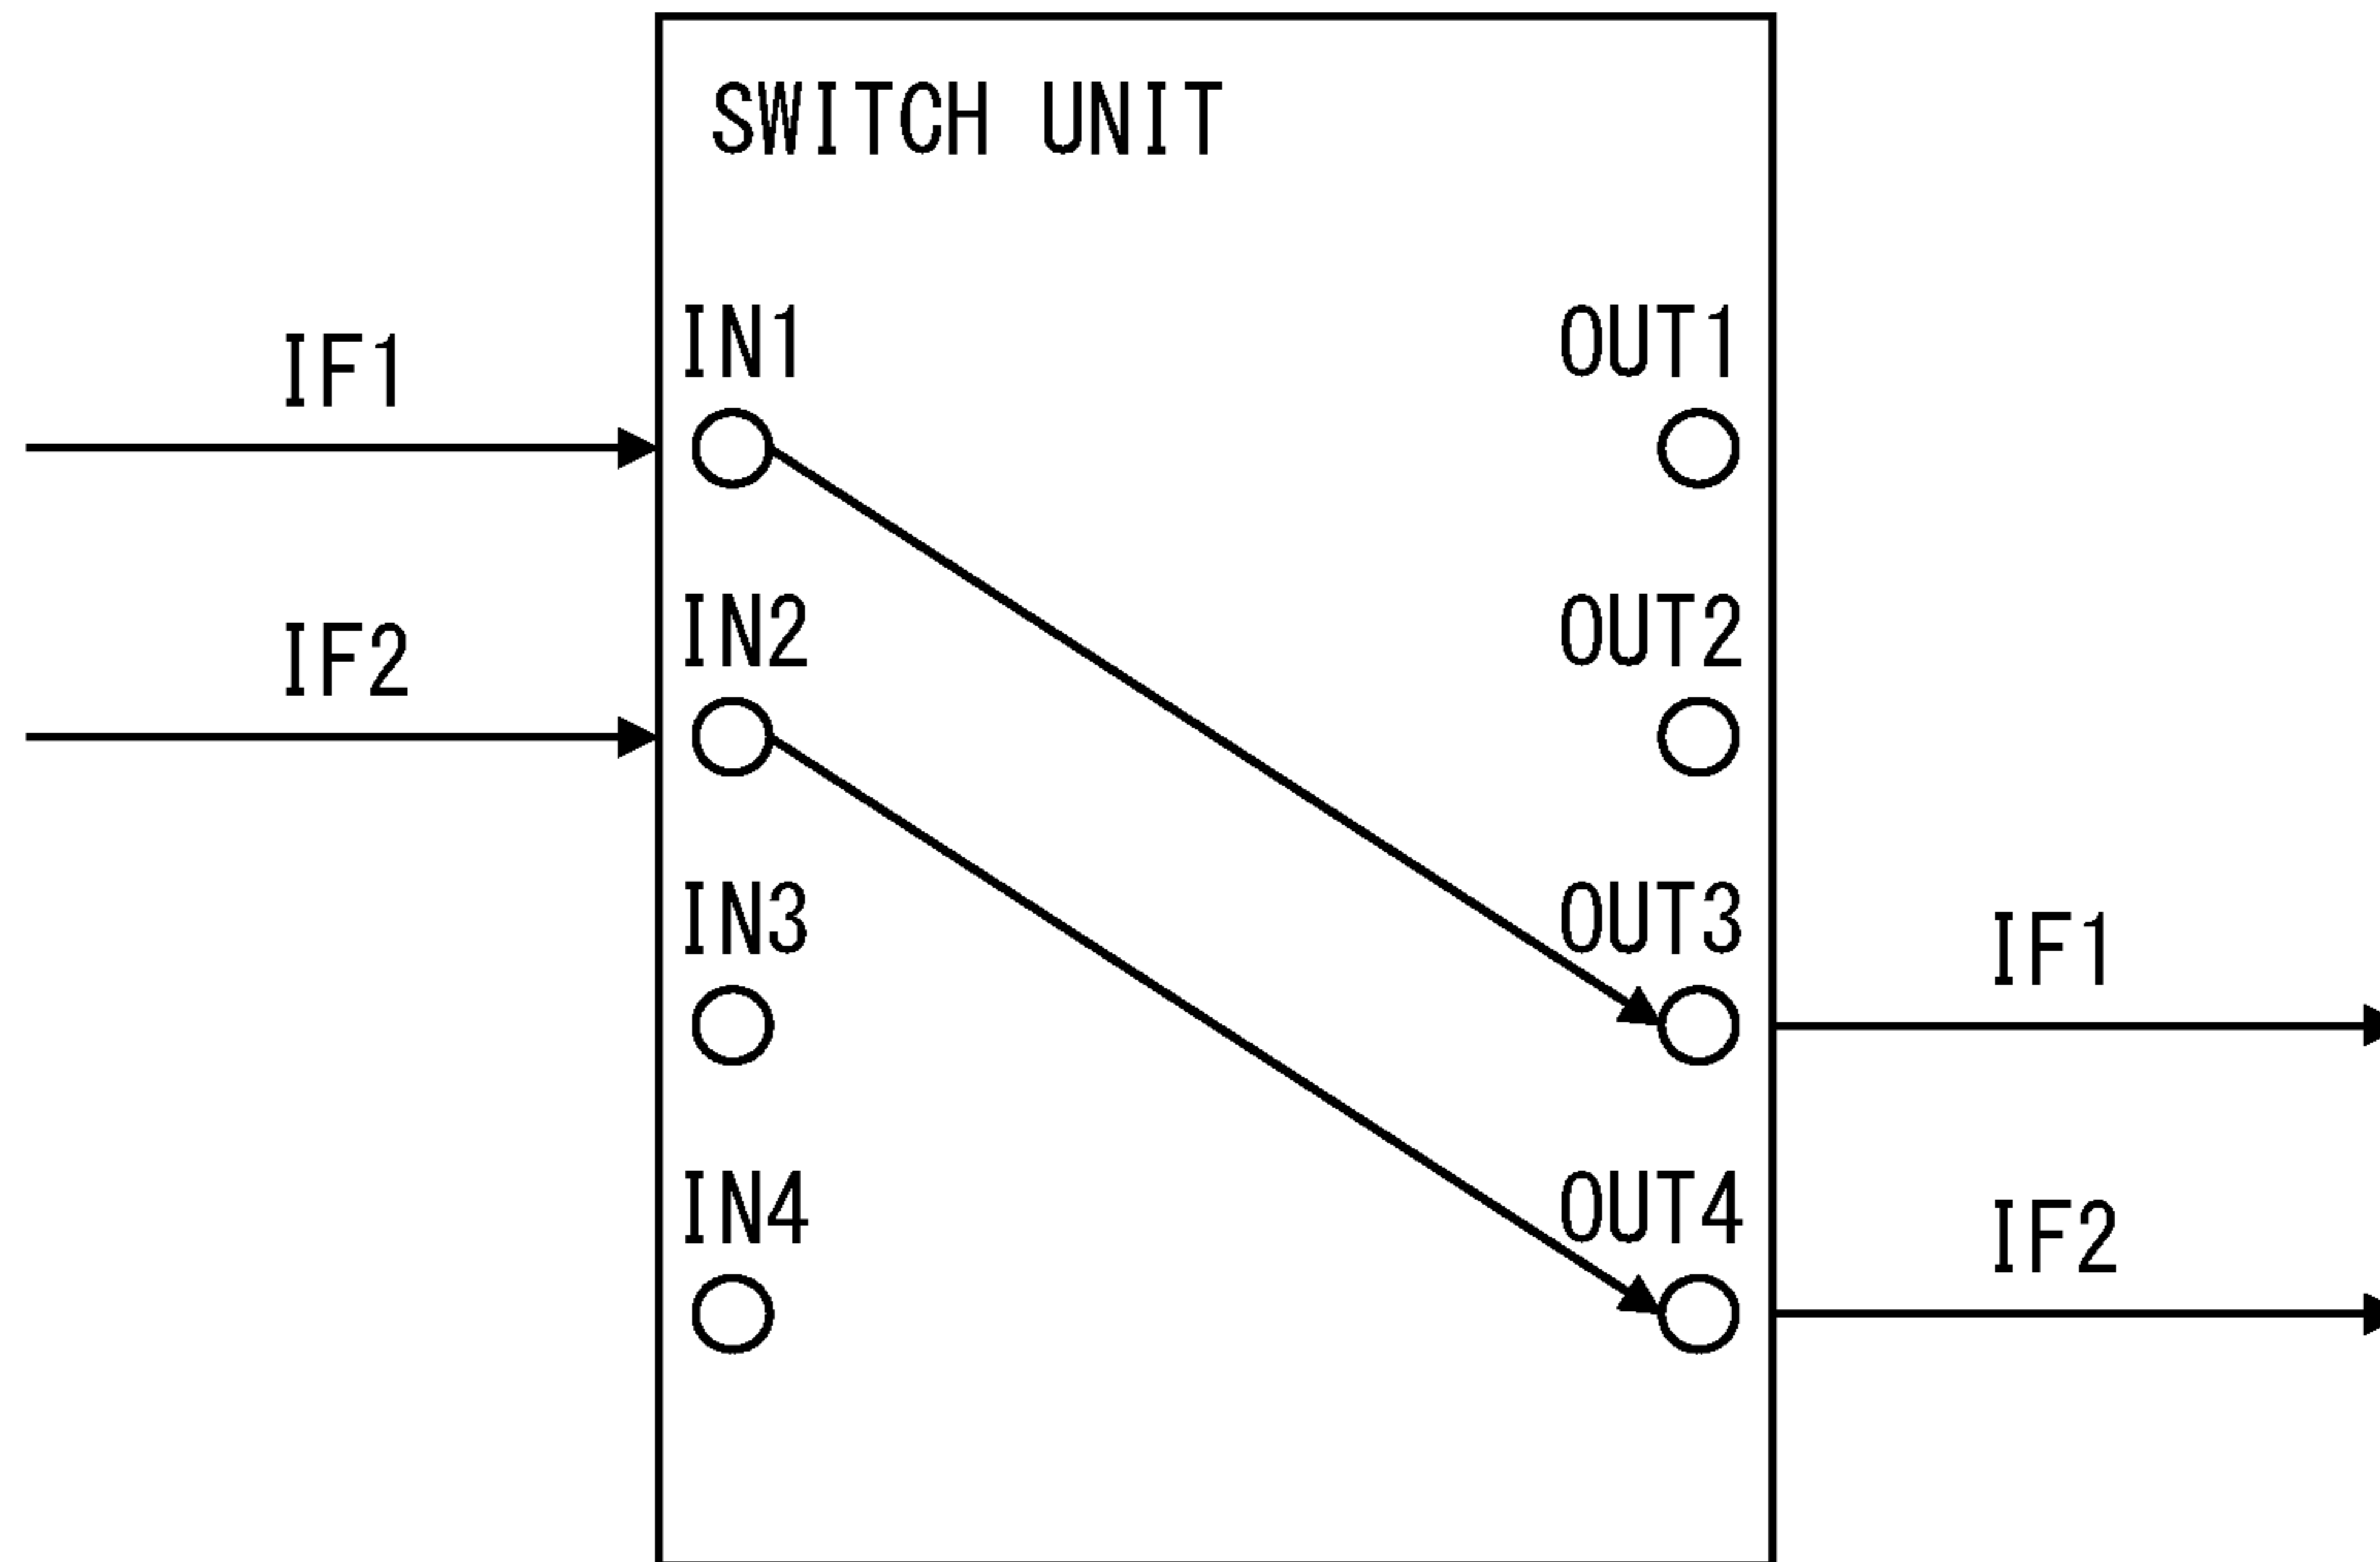 SWITCH UNIT
IN1
OUT1
IF1
IN2
OUT2
IF2
IN3
OUT3
IF1
IN4
OUT4
IF2